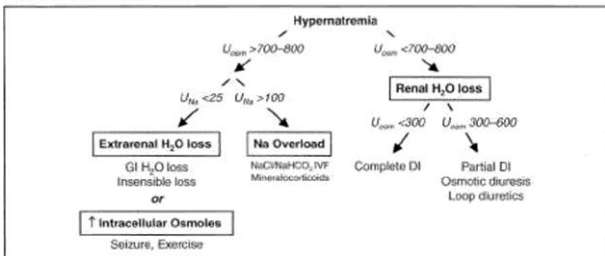 Hypernatremia
Uosm >700–800 Uosm <700–800
Renal H₂O loss
UNa <25 UNa >100
Uosm <300 Uosm 300–600
Extrarenal H₂O loss Na Overload
GI H₂O loss
Insensible loss
NaCl/NaHCO₃ IVF
Mineralocorticoids
Complete DI Partial DI
Osmotic diuresis
Loop diuretics
or
↑ Intracellular Osmoles
Seizure, Exercise